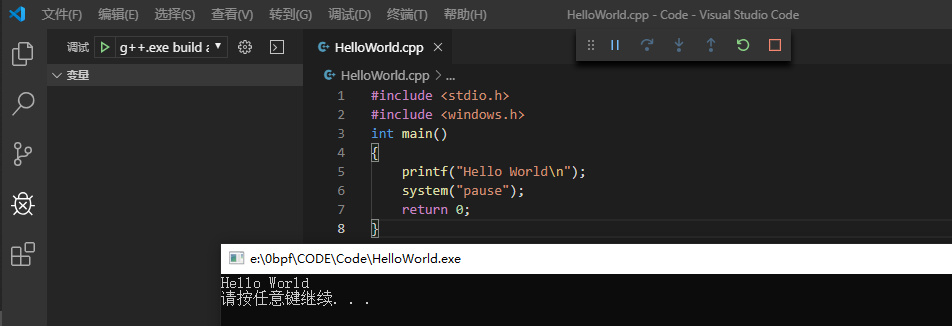 文件(F) 编辑(E) 选择(S) 查看(V) 转到(G) 调试(D) 终端(T) 帮助(H) HelloWorld.cpp - Code - Visual Studio Code
调试 g++.exe build a
HelloWorld.cpp
变量
HelloWorld.cpp > ...
1 #include <stdio.h>
2 #include <windows.h>
3 int main()
4 {
5 printf("Hello World\n");
6 system("pause");
7 return 0;
8 }
e:\0bpf\CODE\Code\HelloWorld.exe
Hello World
请按任意键继续. . .